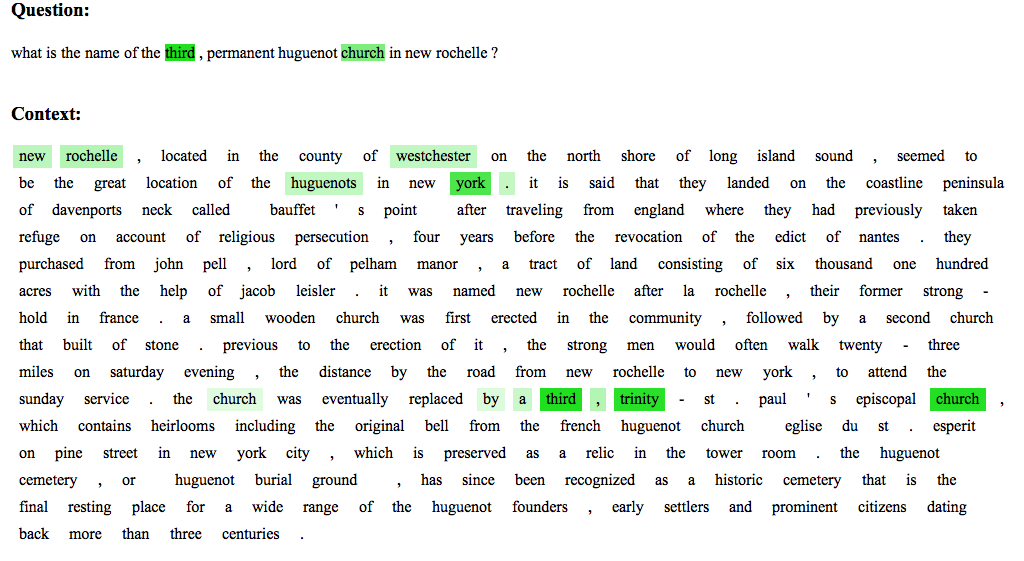 Question:
what is the name of the third , permanent huguenot church in new rochelle ?
Context:
new rochelle , located in the county of westchester on the north shore of long island sound , seemed to
be the great location of the huguenots in new york . it is said that they landed on the coastline peninsula
of davenports neck called bauffet ' s point after traveling from england where they had previously taken
refuge on account of religious persecution , four years before the revocation of the edict of nantes . they
purchased from john pell , lord of pelham manor , a tract of land consisting of six thousand one hundred
acres with the help of jacob leisler . it was named new rochelle after la rochelle , their former strong -
hold in france . a small wooden church was first erected in the community , followed by a second church
that built of stone . previous to the erection of it , the strong men would often walk twenty - three
miles on saturday evening , the distance by the road from new rochelle to new york , to attend the
sunday service . the church was eventually replaced by a third , trinity - st . paul ' s episcopal church ,
which contains heirlooms including the original bell from the french huguenot church eglise du st . esperit
on pine street in new york city , which is preserved as a relic in the tower room . the huguenot
cemetery , or huguenot burial ground , has since been recognized as a historic cemetery that is the
final resting place for a wide range of the huguenot founders , early settlers and prominent citizens dating
back more than three centuries .